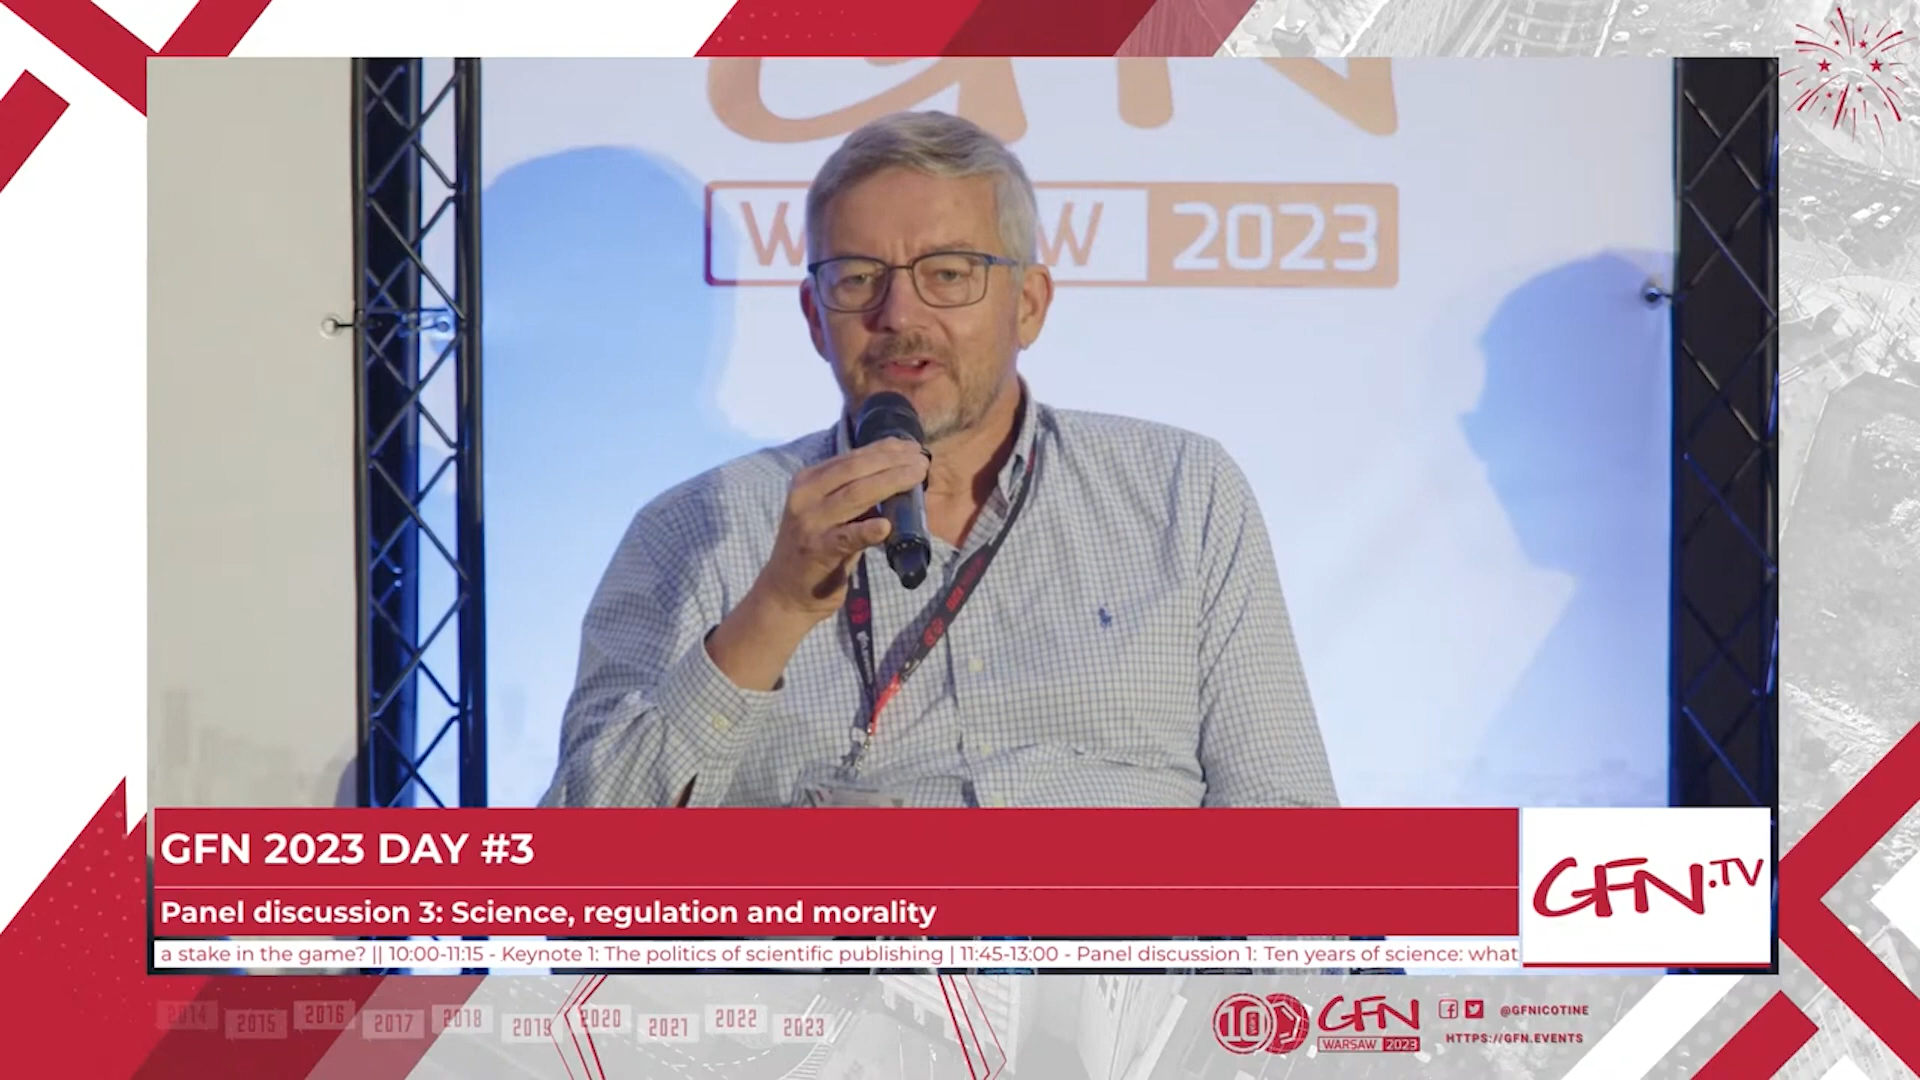 GFN
W W 2023
GFN 2023 DAY #3
Panel discussion 3: Science, regulation and morality
a stake in the game? || 10:00-11:15 - Keynote 1: The politics of scientific publishing | 11:45-13:00 - Panel discussion 1: Ten years of science: what
GFN.TV
2014 2015 2016 2017 2018 2019 2020 2021 2022 2023
10 GFN
WARSAW 2023
@GFNICOTINE
HTTPS://GFN.EVENTS